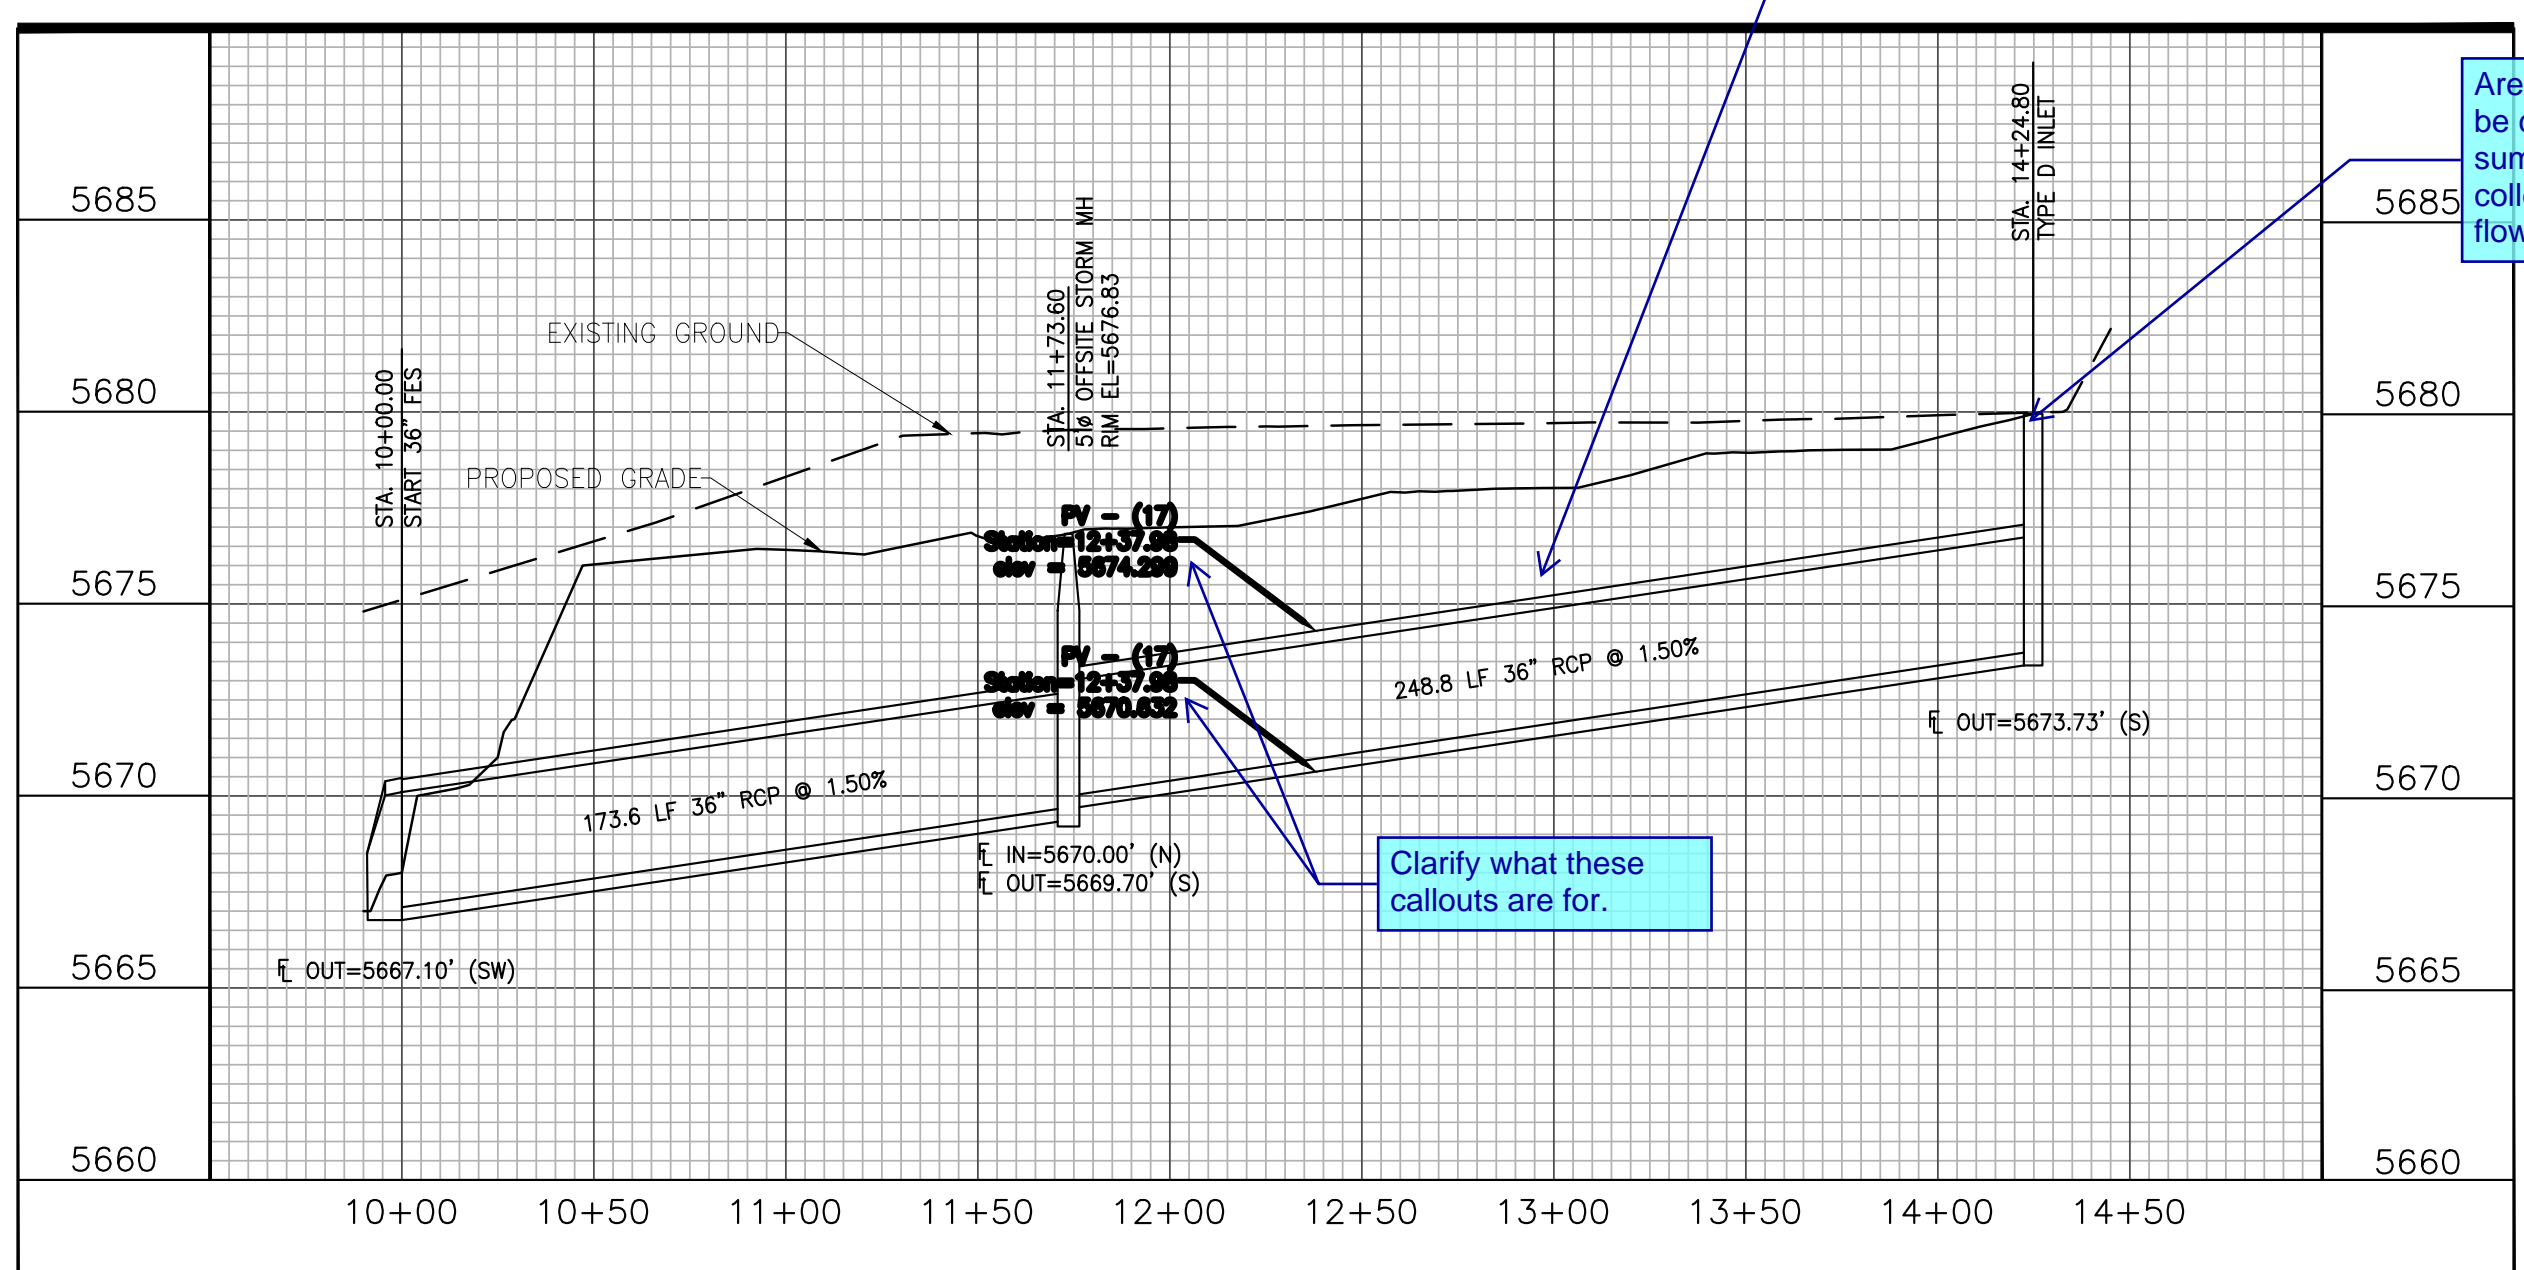 Are
be
sum
coll
flow
STA. 14+24.80
TYPE D INLET
5685
5685
STA. 11+73.60
51ø OFFSITE STORM MH
RIM EL=5676.83
EXISTING GROUND
STA. 10+00.00
START 36" FES
5680
5680
PROPOSED GRADE
PV - (17)
Station=12+37.98
elev = 5674.299
5675
5675
PV - (17)
Station=12+37.98
elev = 5670.632
248.8 LF 36" RCP @ 1.50%
℄ OUT=5673.73' (S)
5670
5670
173.6 LF 36" RCP @ 1.50%
℄ IN=5670.00' (N)
℄ OUT=5669.70' (S)
Clarify what these
callouts are for.
5665
5665
℄ OUT=5667.10' (SW)
5660
5660
10+00 10+50 11+00 11+50 12+00 12+50 13+00 13+50 14+00 14+50